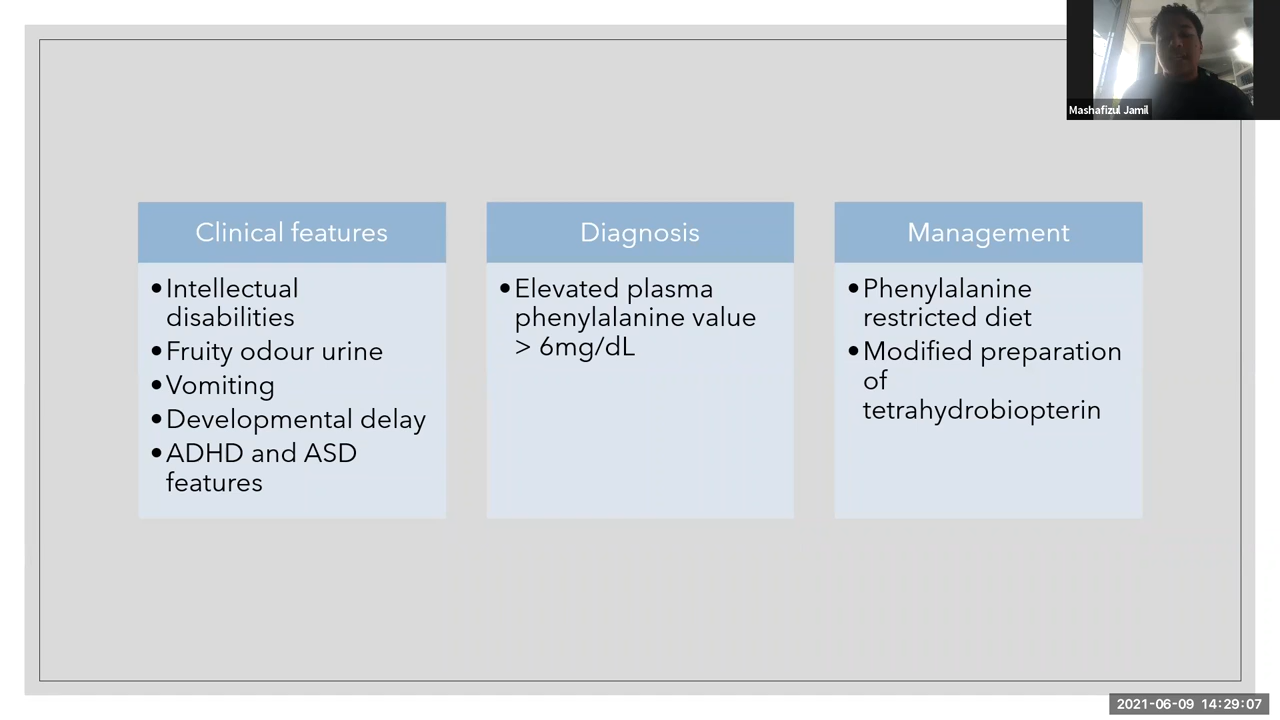 Mashafizul Jamil
Clinical features
•Intellectual
disabilities
•Fruity odour urine
•Vomiting
•Developmental delay
•ADHD and ASD
features
Diagnosis
•Elevated plasma
phenylalanine value
> 6mg/dL
Management
•Phenylalanine
restricted diet
•Modified preparation
of
tetrahydrobiopterin
2021-06-09 14:29:07